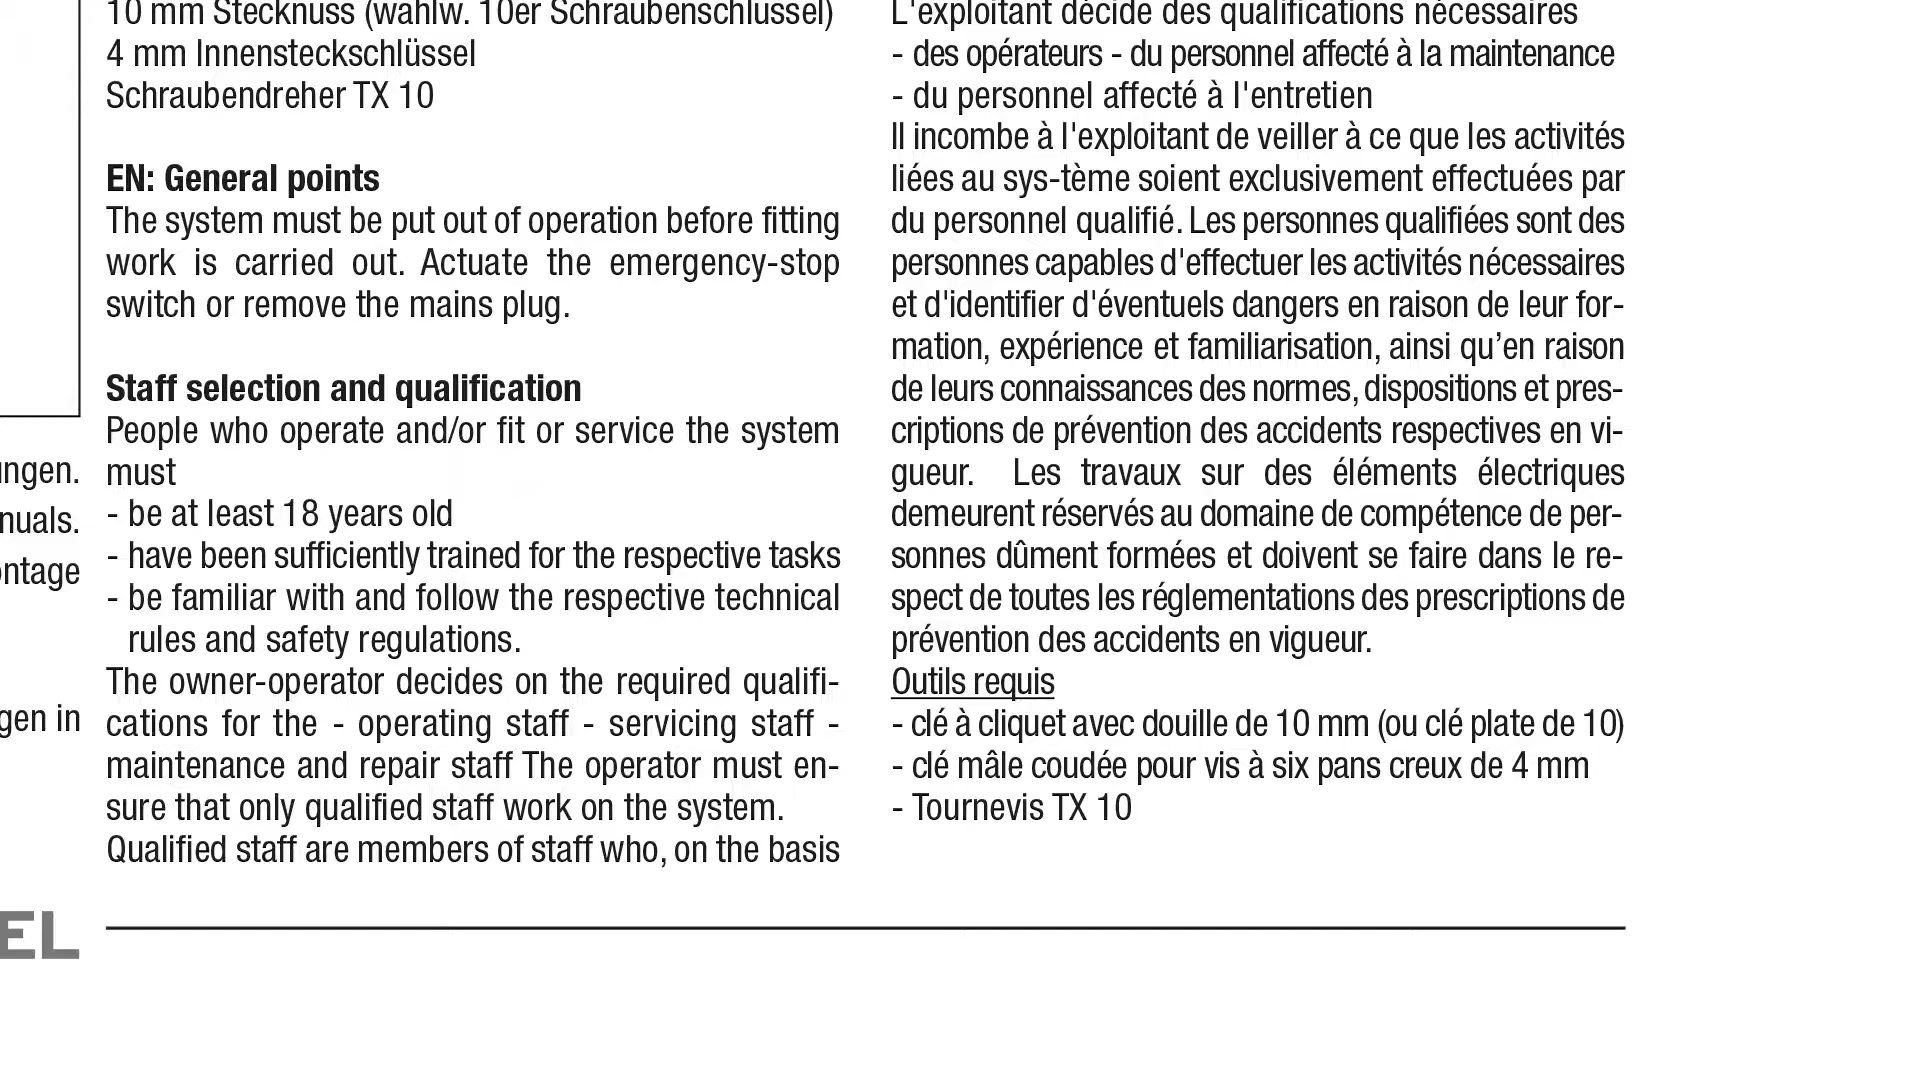 ungen.
nuals.
ontage
gen in
EL
10 mm Stecknuss (wahlw. 10er Schraubenschlüssel)
4 mm Innensteckschlüssel
Schraubendreher TX 10
EN: General points
The system must be put out of operation before fitting
work is carried out. Actuate the emergency-stop
switch or remove the mains plug.
Staff selection and qualification
People who operate and/or fit or service the system
must
- be at least 18 years old
- have been sufficiently trained for the respective tasks
- be familiar with and follow the respective technical
rules and safety regulations.
The owner-operator decides on the required qualifi-
cations for the - operating staff - servicing staff -
maintenance and repair staff The operator must en-
sure that only qualified staff work on the system.
Qualified staff are members of staff who, on the basis
L'exploitant décide des qualifications nécessaires
- des opérateurs - du personnel affecté à la maintenance
- du personnel affecté à l'entretien
Il incombe à l'exploitant de veiller à ce que les activités
liées au sys-tème soient exclusivement effectuées par
du personnel qualifié. Les personnes qualifiées sont des
personnes capables d'effectuer les activités nécessaires
et d'identifier d'éventuels dangers en raison de leur for-
mation, expérience et familiarisation, ainsi qu’en raison
de leurs connaissances des normes, dispositions et pres-
criptions de prévention des accidents respectives en vi-
gueur. Les travaux sur des éléments électriques
demeurent réservés au domaine de compétence de per-
sonnes dûment formées et doivent se faire dans le re-
spect de toutes les réglementations des prescriptions de
prévention des accidents en vigueur.
Outils requis
- clé à cliquet avec douille de 10 mm (ou clé plate de 10)
- clé mâle coudée pour vis à six pans creux de 4 mm
- Tournevis TX 10